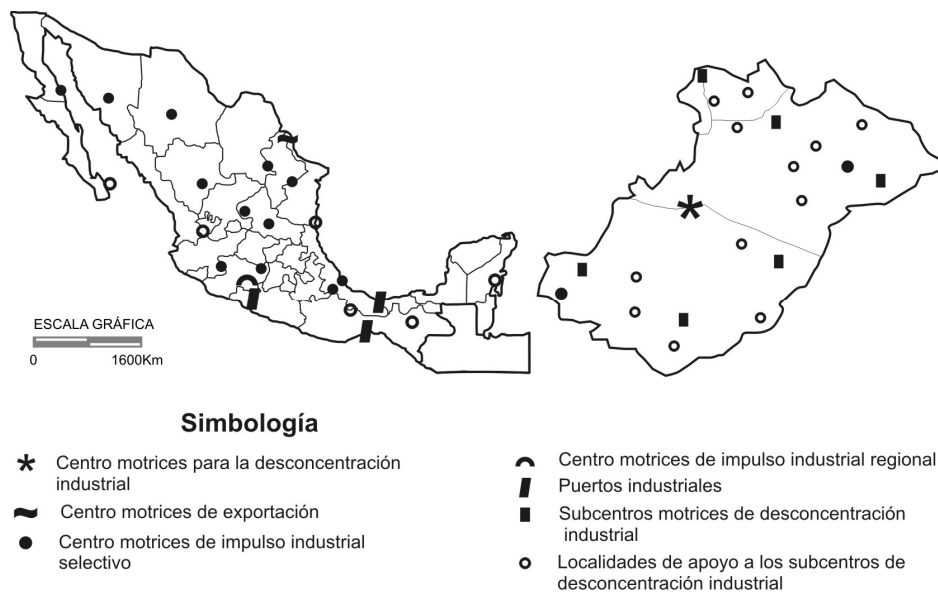 ESCALA GRÁFICA
0 1600Km
Simbología
Centro motrices para la desconcentración
industrial
Centro motrices de exportación
Centro motrices de impulso industrial
selectivo
Centro motrices de impulso industrial regional
Puertos industriales
Subcentros motrices de desconcentración
industrial
Localidades de apoyo a los subcentros de
desconcentración industrial